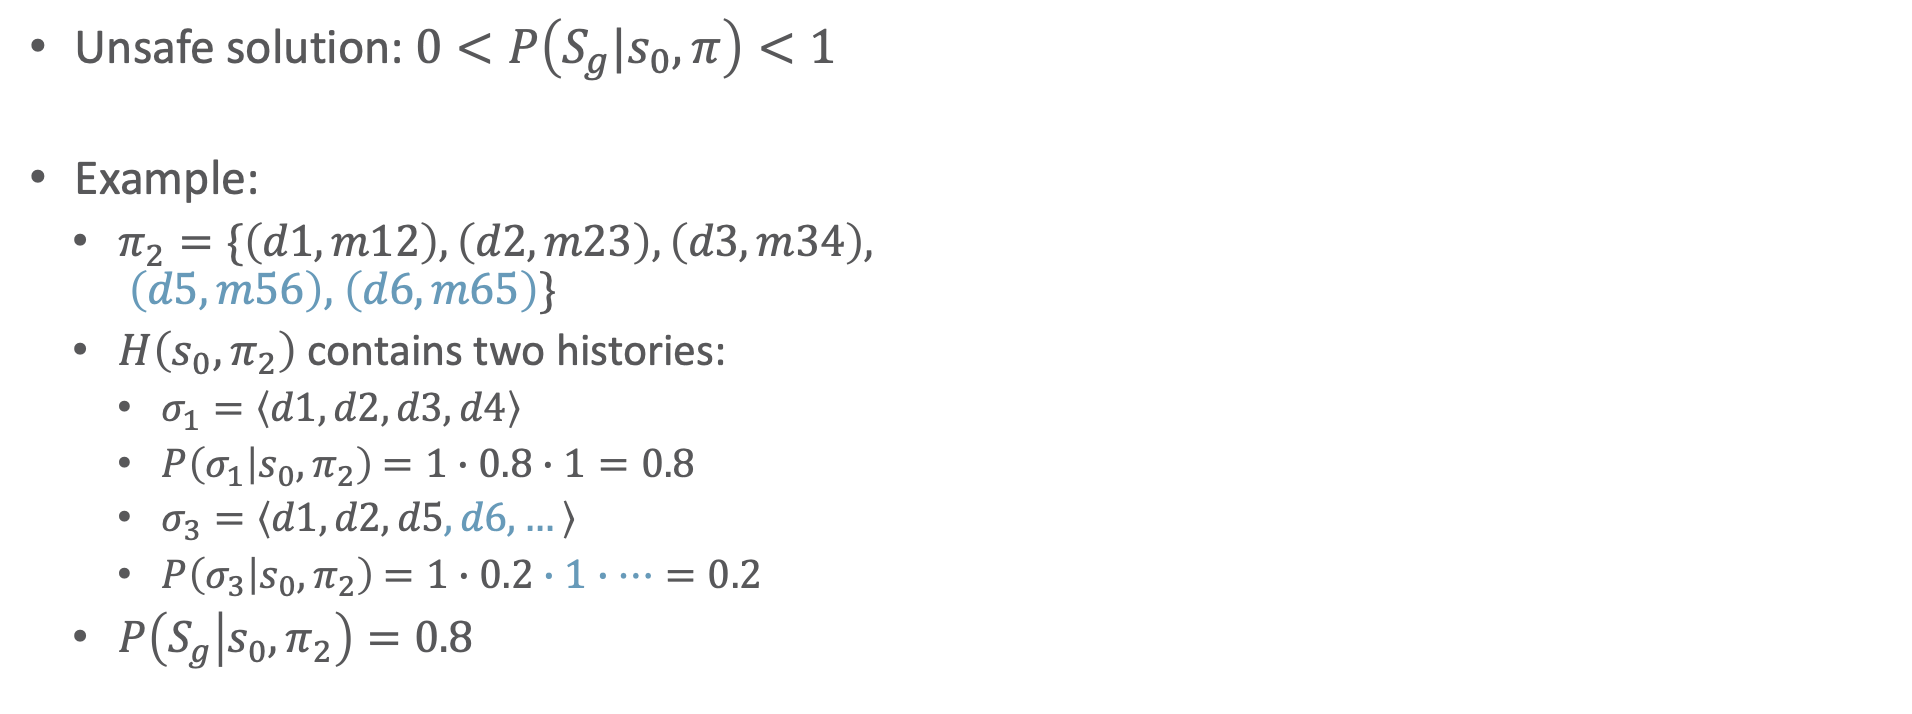 • Unsafe solution: 0 < P(S_g|s_0, π) < 1
• Example:
• π_2 = {(d1, m12), (d2, m23), (d3, m34),
(d5, m56), (d6, m65)}
• H(s_0, π_2) contains two histories:
• σ_1 = ⟨d1, d2, d3, d4⟩
• P(σ_1|s_0, π_2) = 1 · 0.8 · 1 = 0.8
• σ_3 = ⟨d1, d2, d5, d6, … ⟩
• P(σ_3|s_0, π_2) = 1 · 0.2 · 1 · ⋯ = 0.2
• P(S_g|s_0, π_2) = 0.8